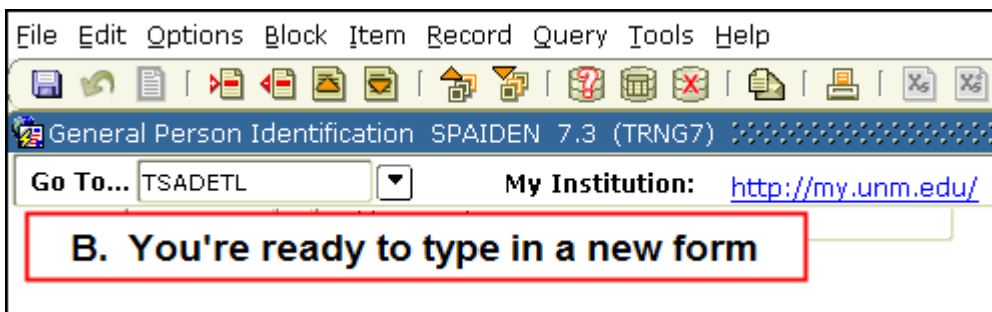 File Edit Options Block Item Record Query Tools Help
General Person Identification SPAIDEN 7.3 (TRNG7)
Go To... TSADETL My Institution: http://my.unm.edu/
B. You're ready to type in a new form